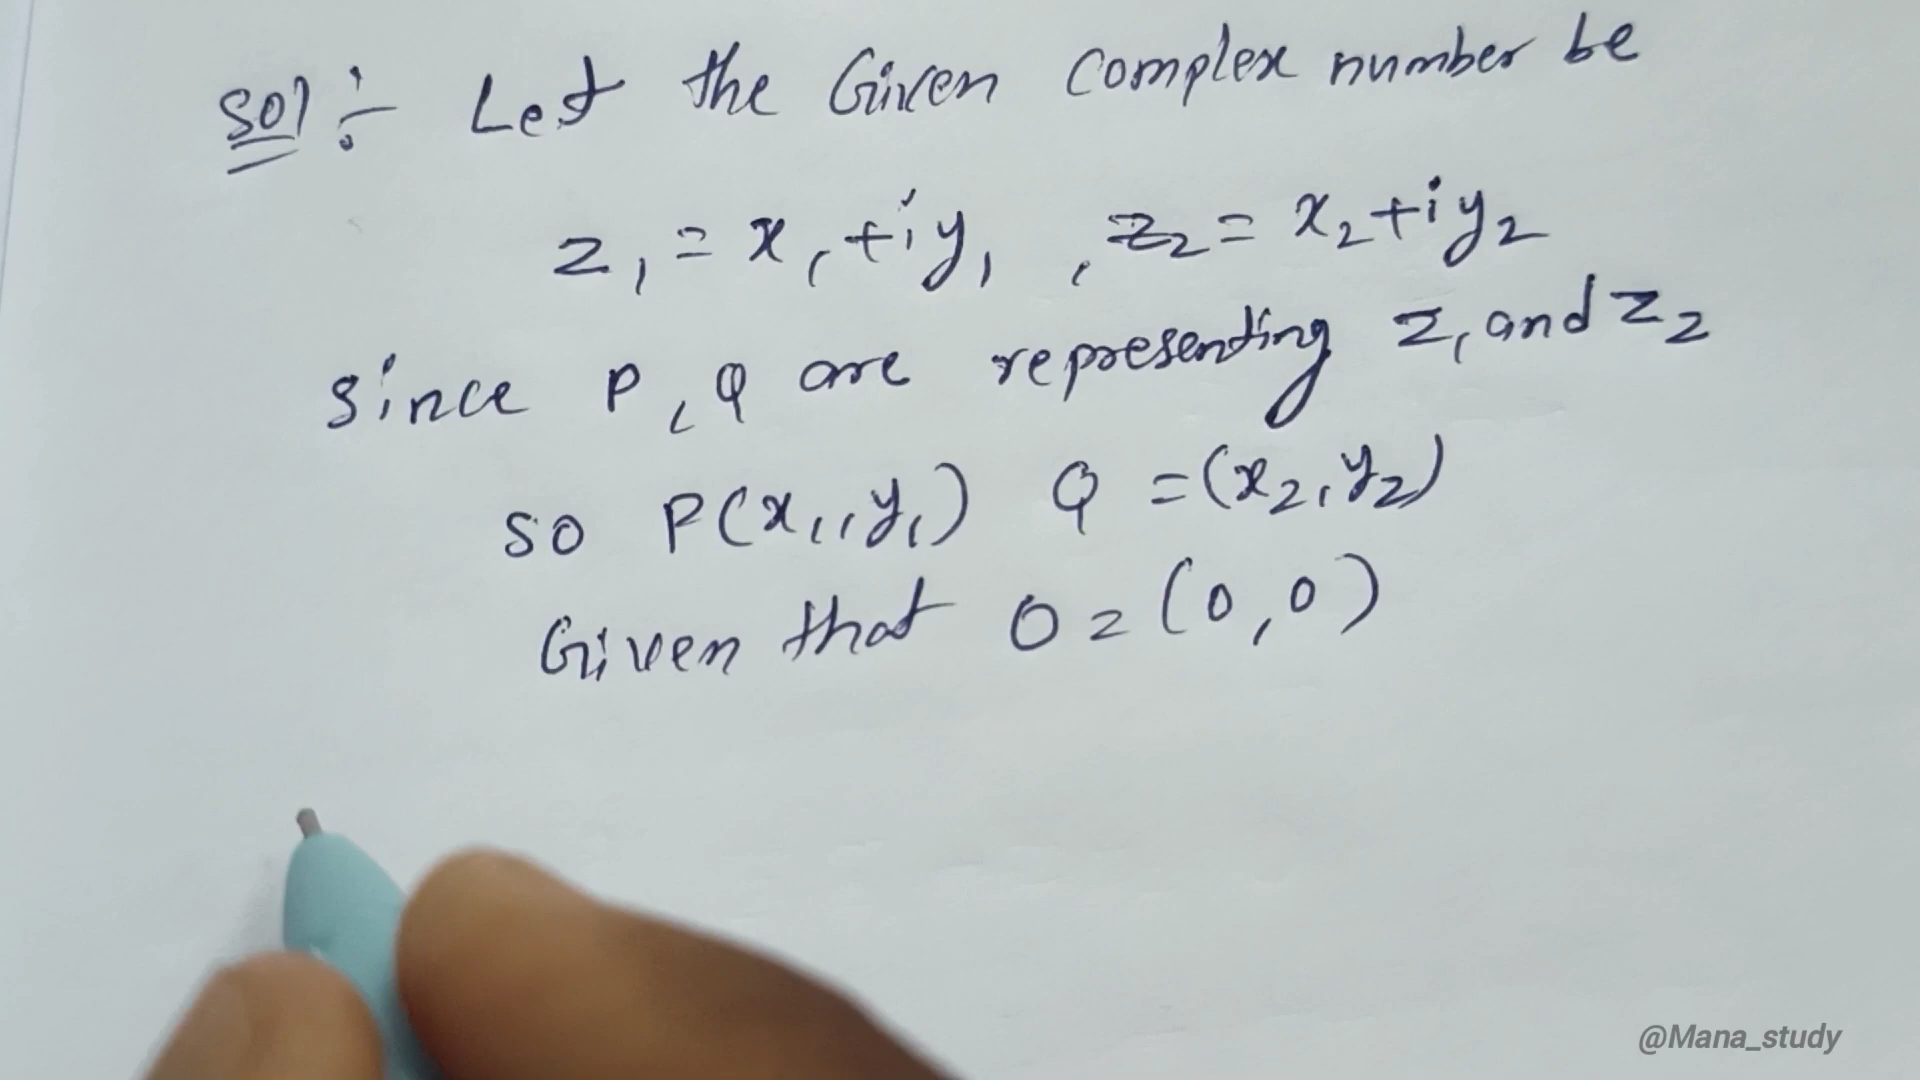 Sol :- Let the Given Complex number be
z₁ = x₁ + iy₁ , z₂ = x₂ + iy₂
since P, Q are representing z₁ and z₂
so P(x₁, y₁) Q = (x₂, y₂)
Given that O = (0, 0)
@Mana_study